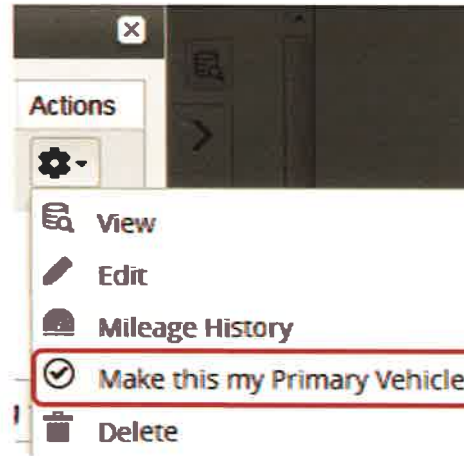 Actions
View
Edit
Mileage History
Make this my Primary Vehicle
Delete